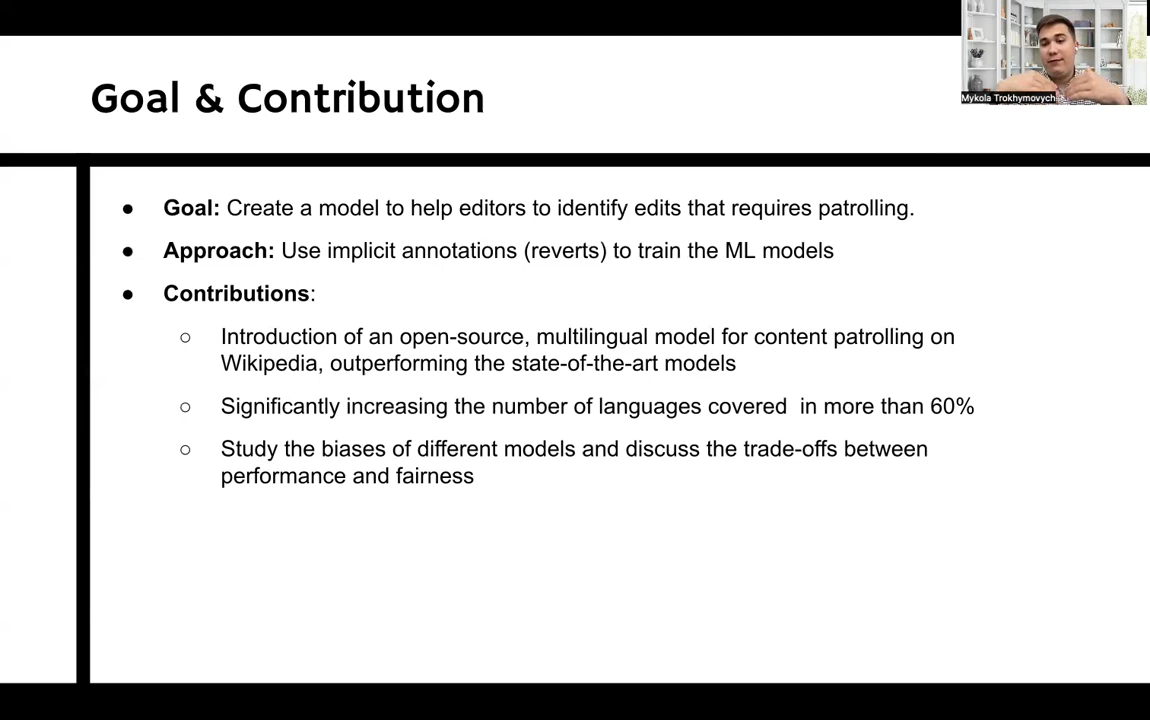 Goal & Contribution
Mykola Trokhymovych
● Goal: Create a model to help editors to identify edits that requires patrolling.
● Approach: Use implicit annotations (reverts) to train the ML models
● Contributions:
○ Introduction of an open-source, multilingual model for content patrolling on
Wikipedia, outperforming the state-of-the-art models
○ Significantly increasing the number of languages covered  in more than 60%
○ Study the biases of different models and discuss the trade-offs between
performance and fairness